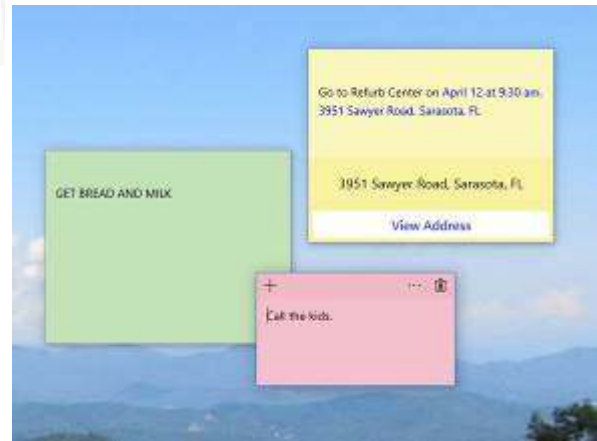 Go to Refurb Center on April 12 at 9:30 am.
3951 Sawyer Road, Sarasota, FL
3951 Sawyer Road, Sarasota, FL
View Address
GET BREAD AND MILK
+ ...
Call the kids.